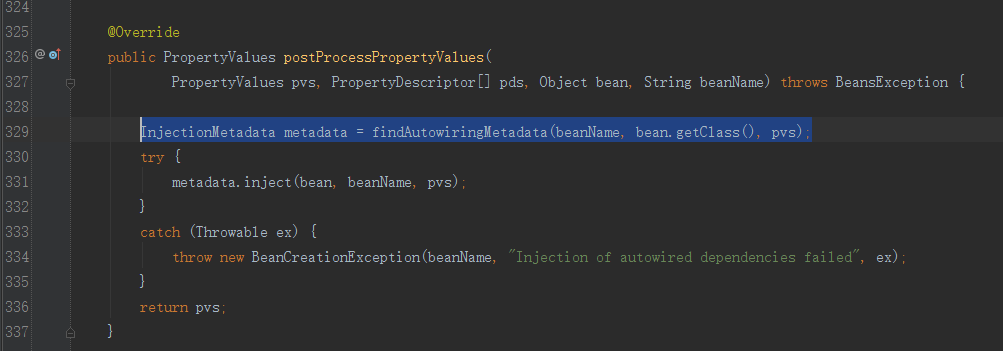 324
325 @Override
326 @ public PropertyValues postProcessPropertyValues(
327 PropertyValues pvs, PropertyDescriptor[] pds, Object bean, String beanName) throws BeansException {
328
329 InjectionMetadata metadata = findAutowiringMetadata(beanName, bean.getClass(), pvs);
330 try {
331 metadata.inject(bean, beanName, pvs);
332 }
333 catch (Throwable ex) {
334 throw new BeanCreationException(beanName, "Injection of autowired dependencies failed", ex);
335 }
336 return pvs;
337 }